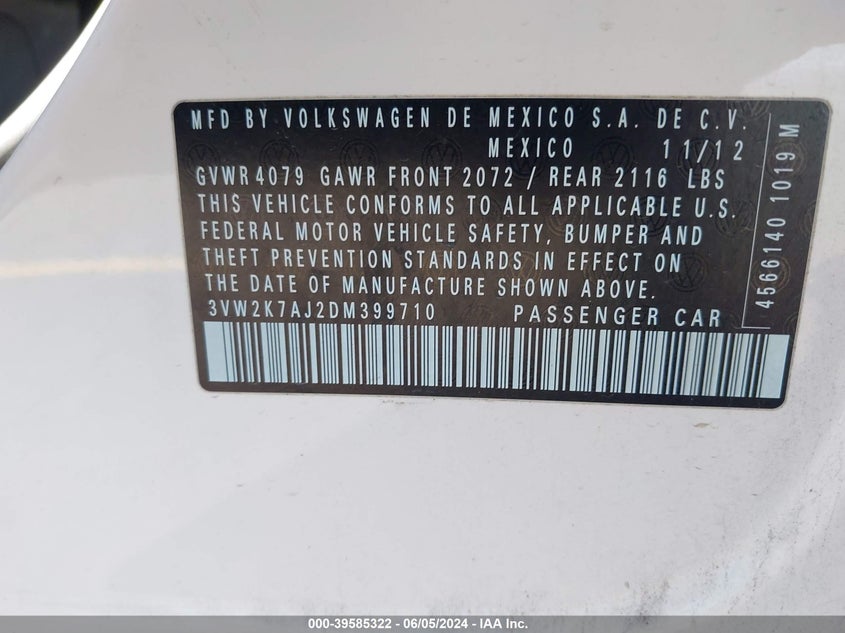 MFD BY VOLKSWAGEN DE MEXICO S.A. DE C.V.
MEXICO 11/12
GVWR 4079 GAWR FRONT 2072 / REAR 2116 LBS
THIS VEHICLE CONFORMS TO ALL APPLICABLE U.S.
FEDERAL MOTOR VEHICLE SAFETY, BUMPER AND
THEFT PREVENTION STANDARDS IN EFFECT ON
THE DATE OF MANUFACTURE SHOWN ABOVE.
3VW2K7AJ2DM399710 PASSENGER CAR
4566140 1019 M
000-39585322 - 06/05/2024 - IAA Inc.